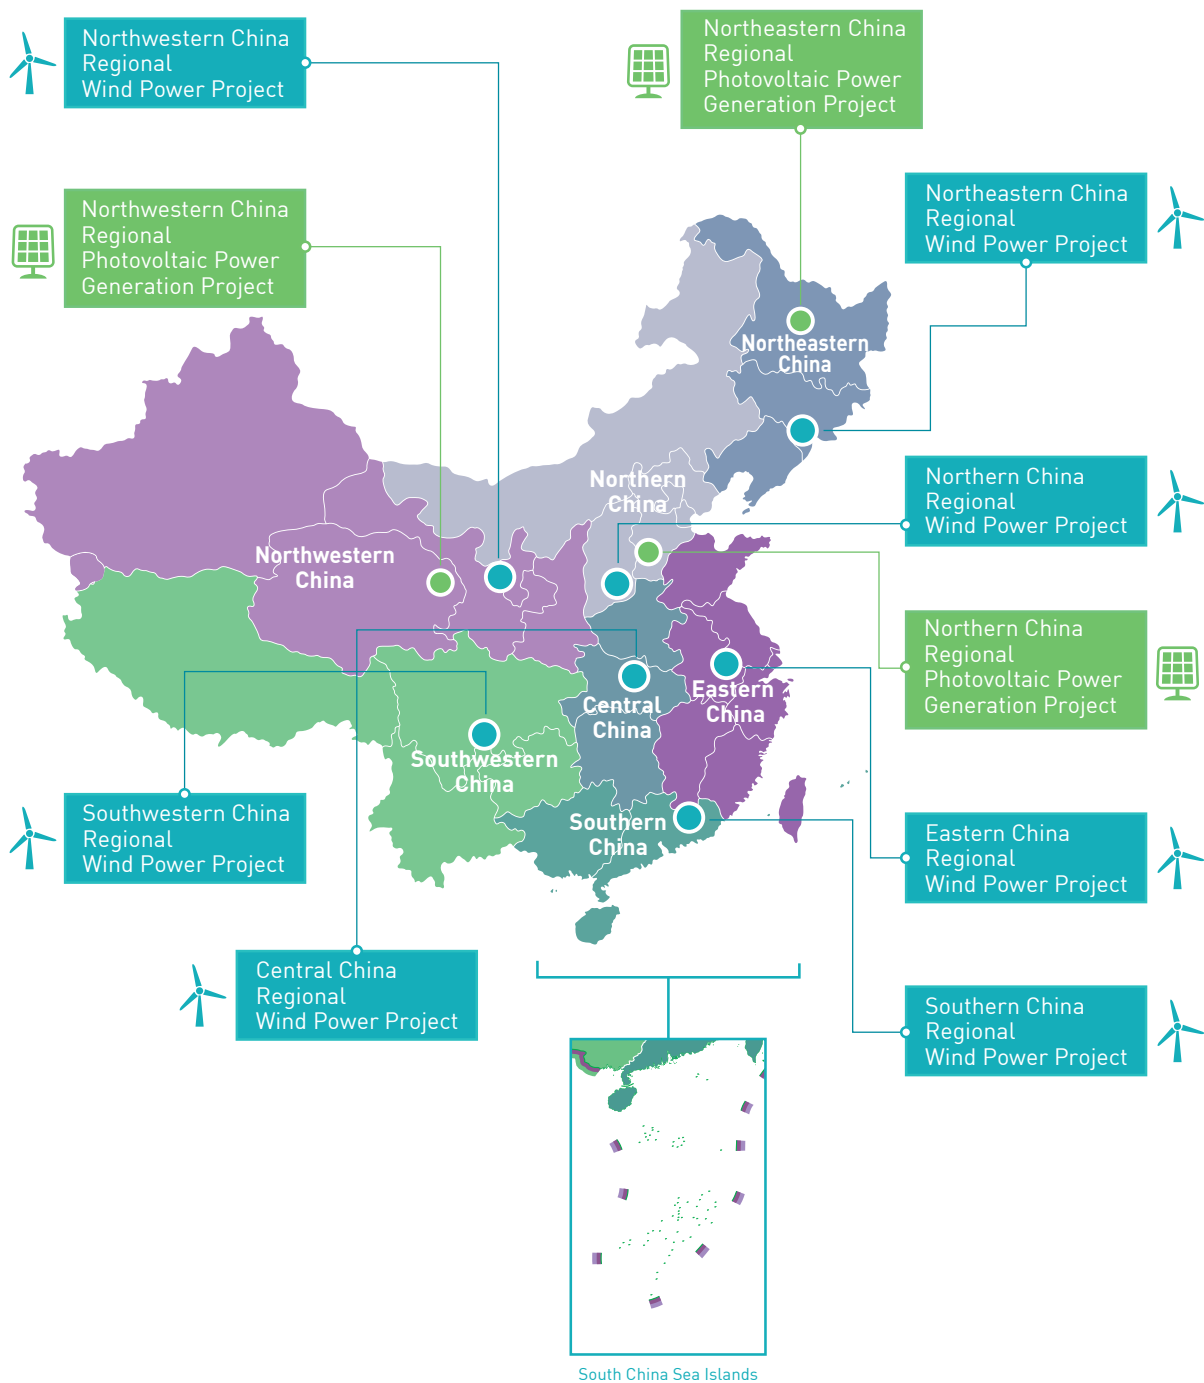 Northwestern China
Regional
Wind Power Project
Northeastern China
Regional
Photovoltaic Power
Generation Project
Northwestern China
Regional
Photovoltaic Power
Generation Project
Northeastern China
Regional
Wind Power Project
Northeastern
China
Northern
China
Northern China
Regional
Wind Power Project
Northwestern
China
Northern China
Regional
Photovoltaic Power
Generation Project
Eastern
China
Central
China
Southwestern
China
Southwestern China
Regional
Wind Power Project
Southern
China
Eastern China
Regional
Wind Power Project
Central China
Regional
Wind Power Project
Southern China
Regional
Wind Power Project
South China Sea Islands